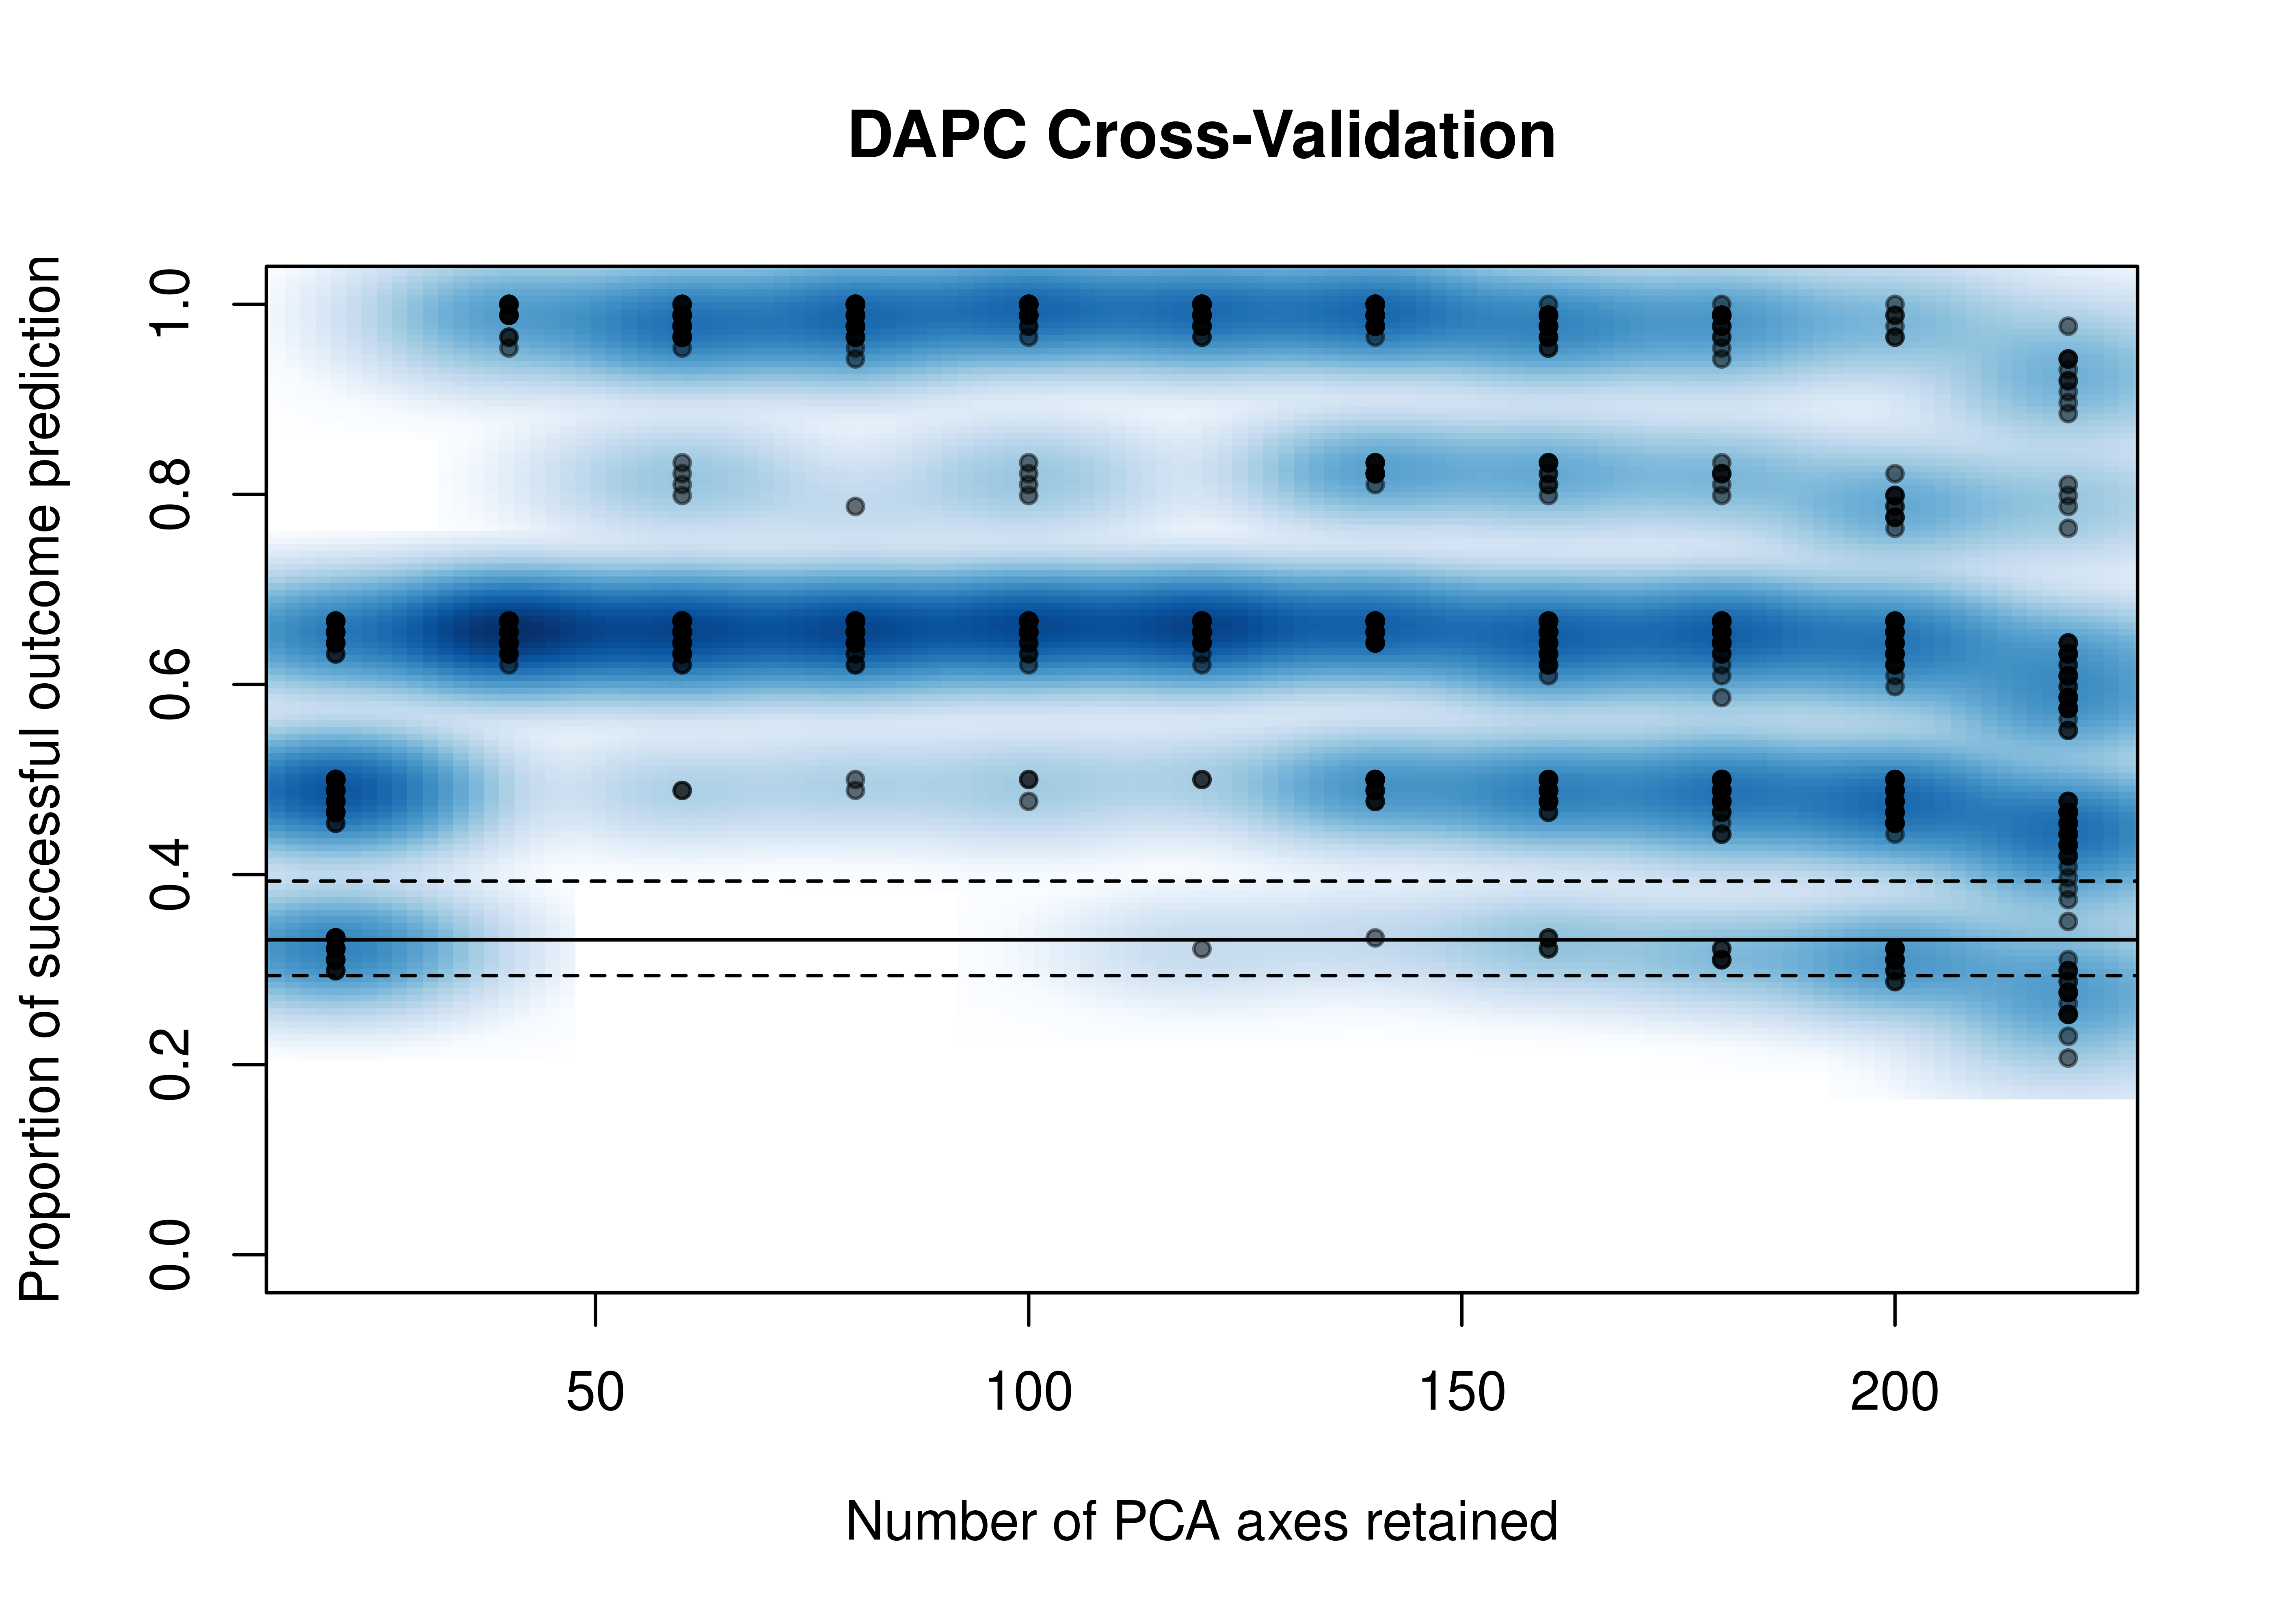 DAPC Cross-Validation
Proportion of successful outcome prediction
1.0
0.8
0.6
0.4
0.2
0.0
50 100 150 200
Number of PCA axes retained